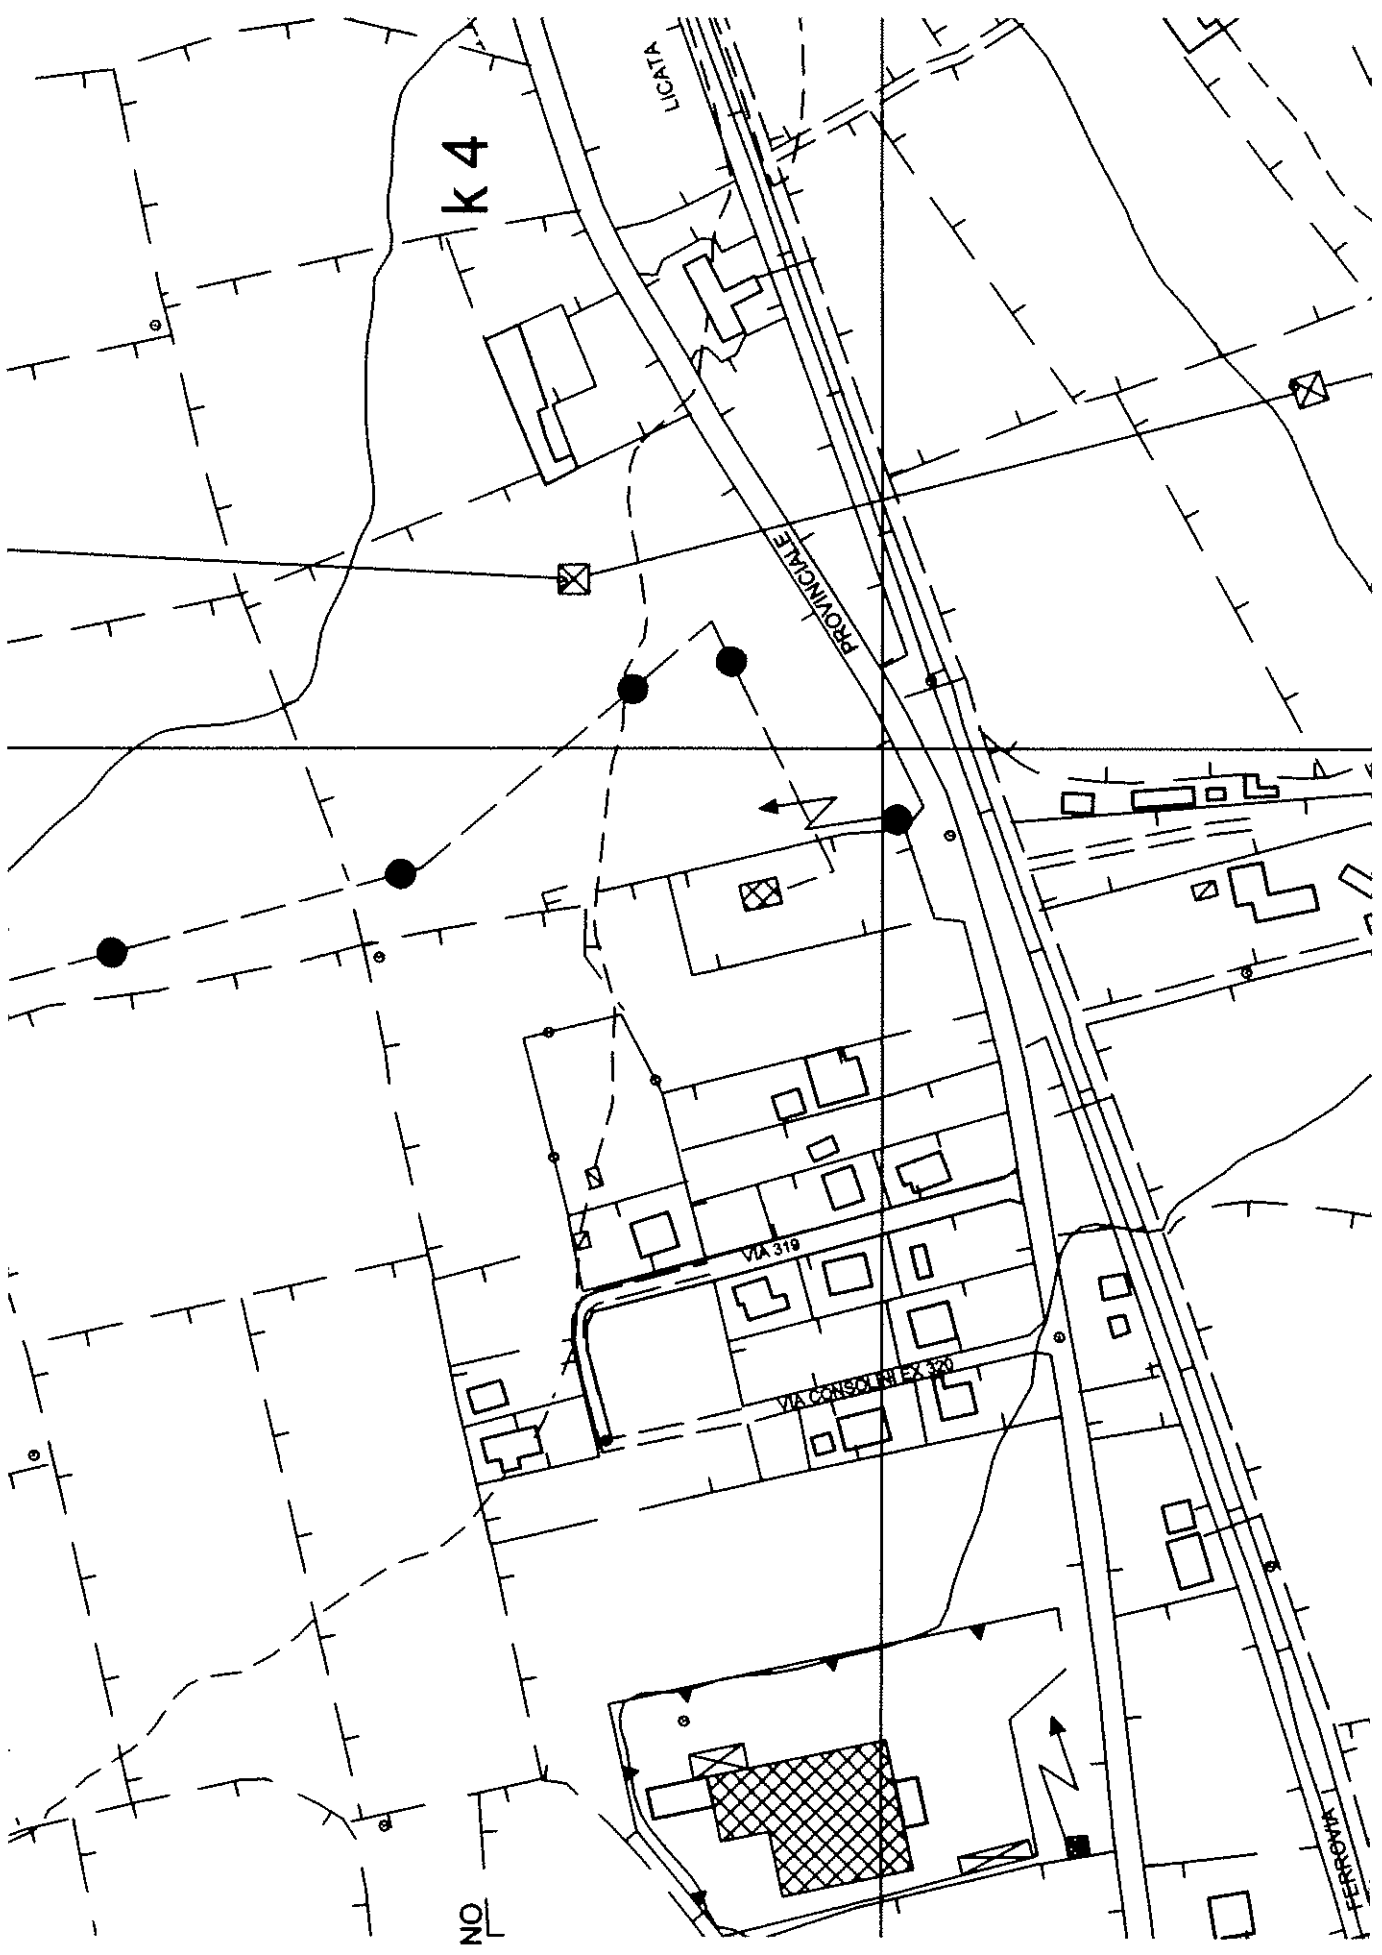 LICATA
k 4
PROVINCIALE
VIA 319
VIA CONSOLINI EX 320
FERROVIA
NO